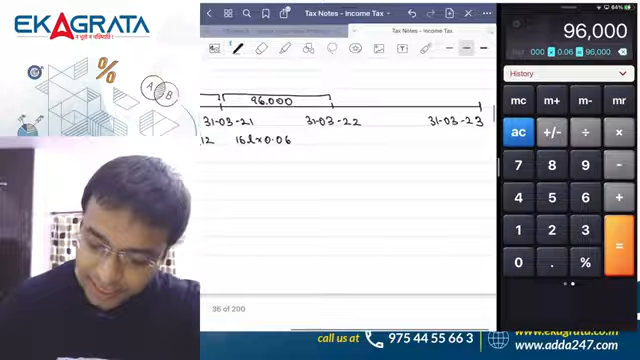 EKAGRATA
Tax Notes - Income Tax
84%
96,000
000 × 0.06 = 96,000
History
mc m+ m- mr
ac +/- ÷ ×
7 8 9 -
4 5 6 +
1 2 3 =
0 . %
A B
%
96,000
31-03-21 31-03-22 31-03-23
.12 16l×0.06
36 of 200
call us at 975 44 55 66 3
www.ekagrata.in
www.adda247.com